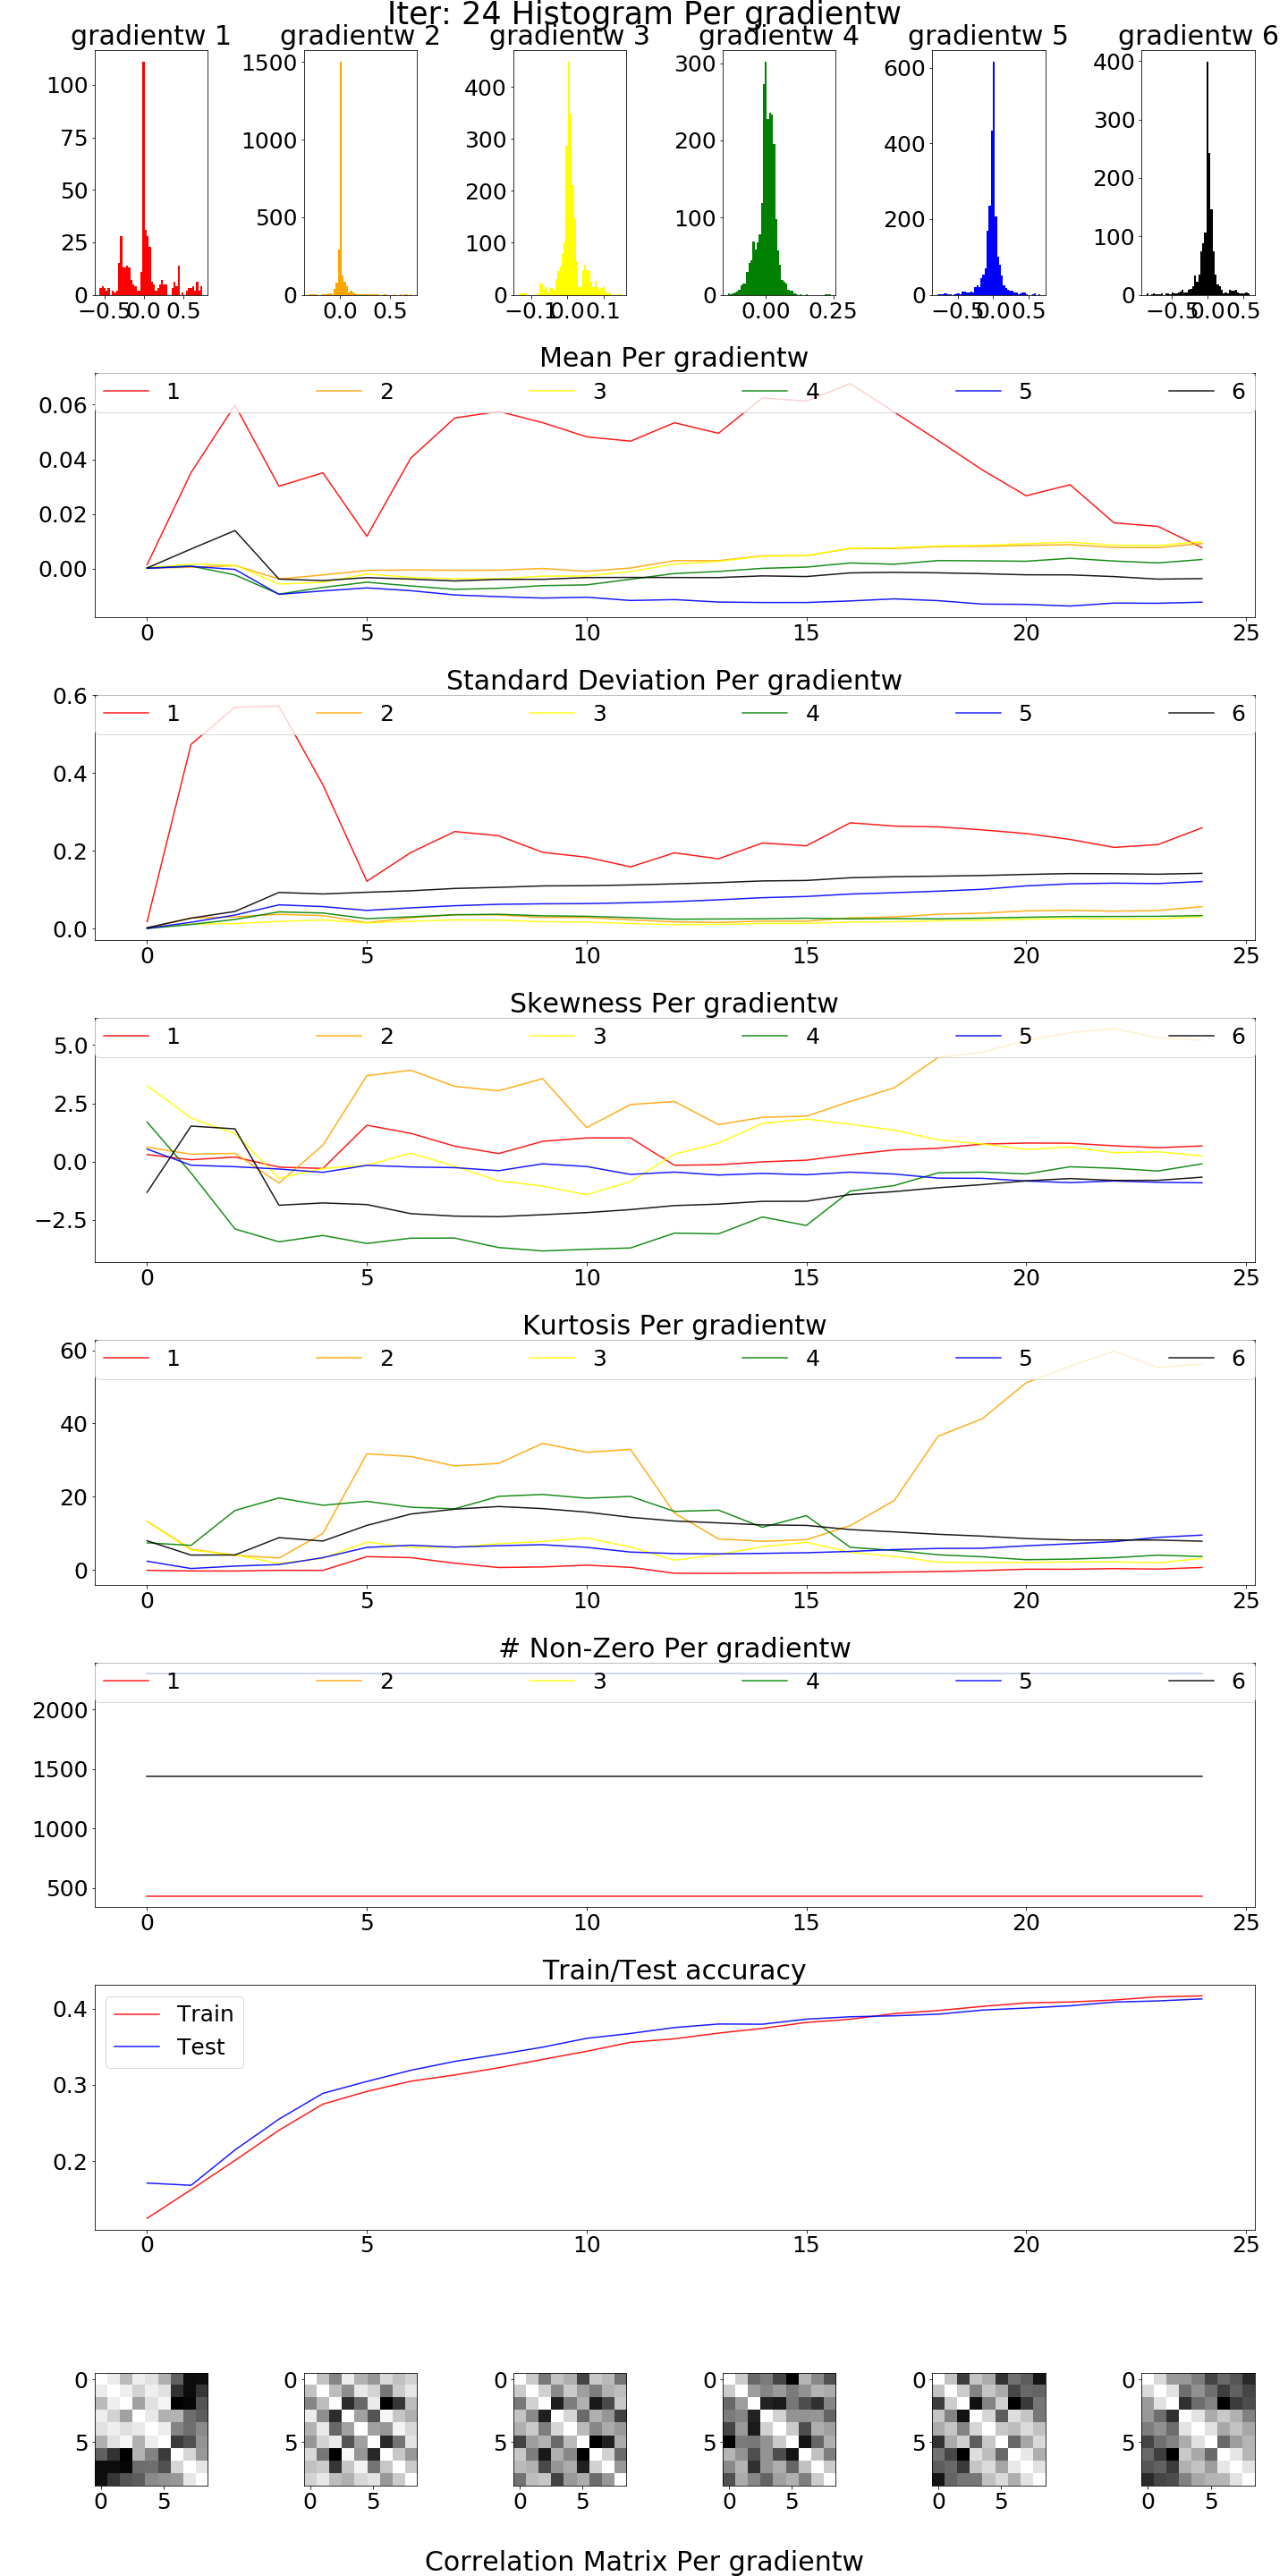 Iter: 24 Histogram Per gradientw
gradientw 1 gradientw 2 gradientw 3 gradientw 4 gradientw 5 gradientw 6
100 75 50 25 0
−0.5 0.0 0.5
1500 1000 500 0
0.0 0.5
400 300 200 100 0
−0.1 0.0 0.1
300 200 100 0
0.00 0.25
600 400 200 0
−0.5 0.0 0.5
400 300 200 100 0
−0.5 0.0 0.5
Mean Per gradientw
1 2 3 4 5 6
0.06
0.04
0.02
0.00
0 5 10 15 20 25
Standard Deviation Per gradientw
0.6
1 2 3 4 5 6
0.4
0.2
0.0
0 5 10 15 20 25
Skewness Per gradientw
1 2 3 4 5 6
5.0
2.5
0.0
−2.5
0 5 10 15 20 25
Kurtosis Per gradientw
1 2 3 4 5 6
60
40
20
0
0 5 10 15 20 25
# Non-Zero Per gradientw
1 2 3 4 5 6
2000
1500
1000
500
0 5 10 15 20 25
Train/Test accuracy
Train
Test
0.4
0.3
0.2
0 5 10 15 20 25
0 0 0 0 0 0
5 5 5 5 5 5
0 5 0 5 0 5 0 5 0 5 0 5
Correlation Matrix Per gradientw